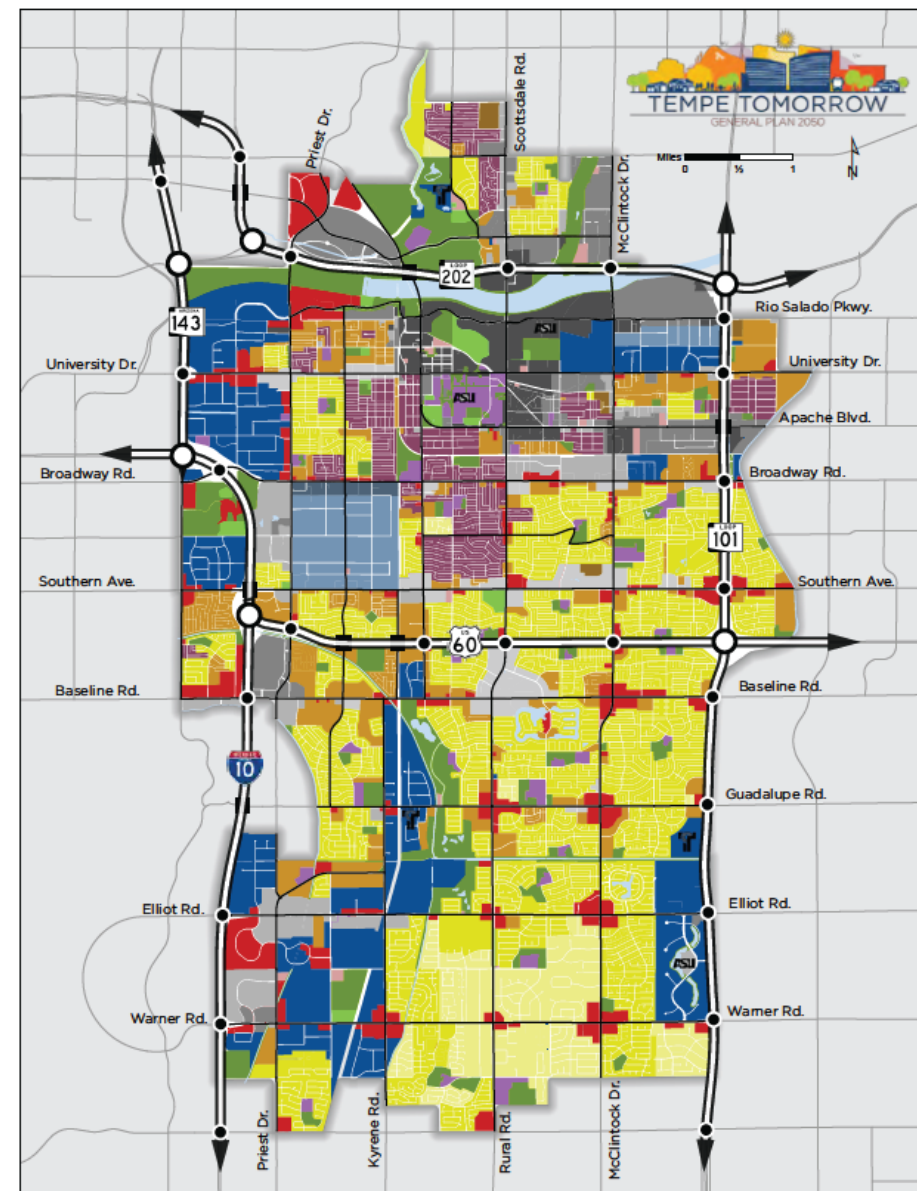 TEMPE TOMORROW
GENERAL PLAN 2050
Miles
0 ½ 1
N
Scottsdale Rd.
Priest Dr.
McClintock Dr.
LOOP
202
Rio Salado Pkwy.
ARIZONA
143
ASU
University Dr.
University Dr.
ASU
Apache Blvd.
Broadway Rd.
Broadway Rd.
LOOP
101
Southern Ave.
Southern Ave.
US
60
Baseline Rd.
Baseline Rd.
10
Guadalupe Rd.
Elliot Rd.
Elliot Rd.
ASU
Warner Rd.
Warner Rd.
Priest Dr.
Kyrene Rd.
Rural Rd.
McClintock Dr.